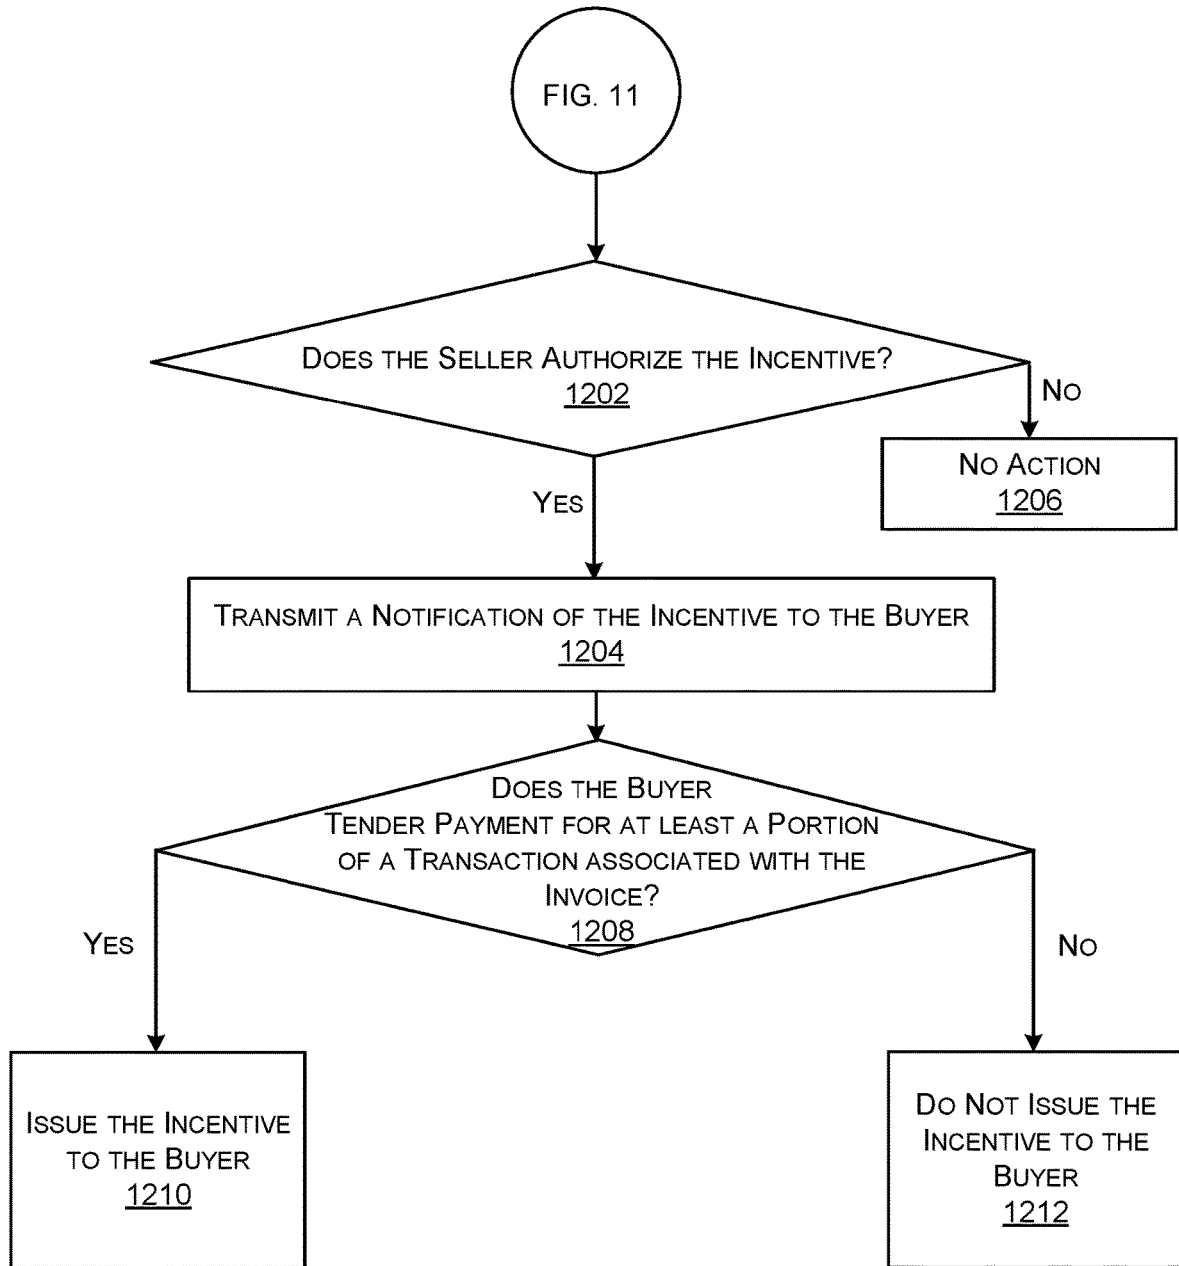 FIG. 11
DOES THE SELLER AUTHORIZE THE INCENTIVE?
1202
NO
NO ACTION
1206
YES
TRANSMIT A NOTIFICATION OF THE INCENTIVE TO THE BUYER
1204
DOES THE BUYER
TENDER PAYMENT FOR AT LEAST A PORTION
OF A TRANSACTION ASSOCIATED WITH THE
INVOICE?
1208
YES
NO
ISSUE THE INCENTIVE
TO THE BUYER
1210
DO NOT ISSUE THE
INCENTIVE TO THE
BUYER
1212